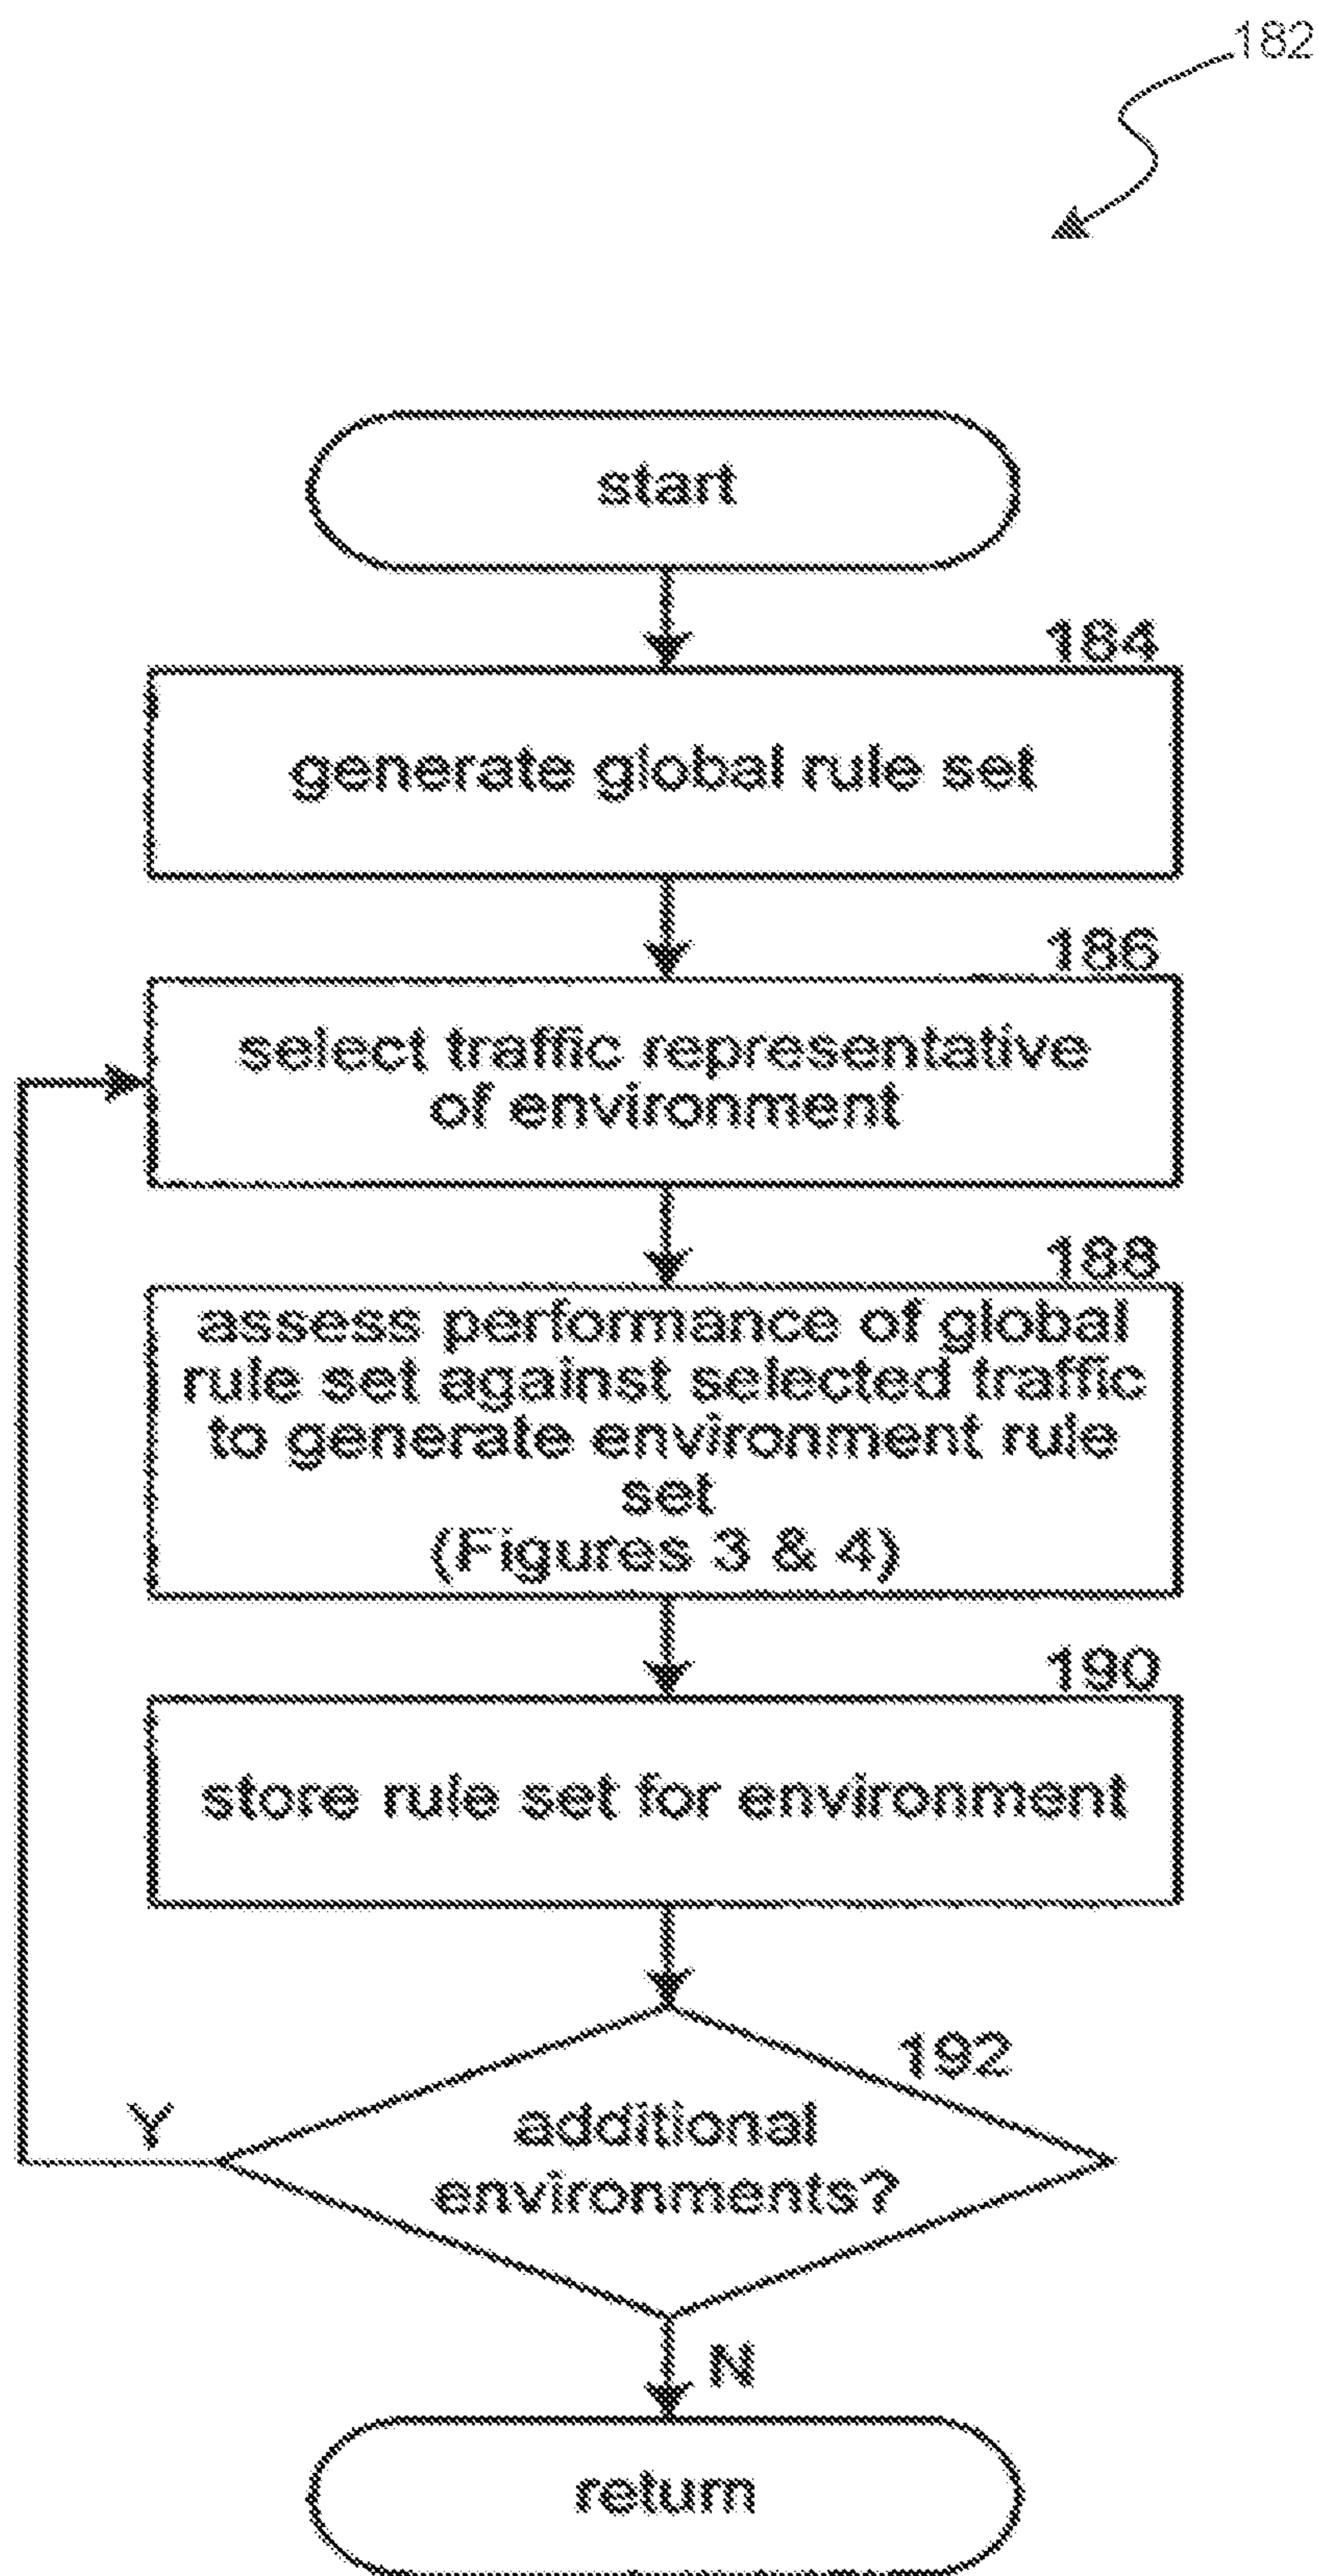 182
start
184
generate global rule set
186
select traffic representative
of environment
188
assess performance of global
rule set against selected traffic
to generate environment rule
set
(Figures 3 & 4)
190
store rule set for environment
192
additional
environments?
Y
N
return